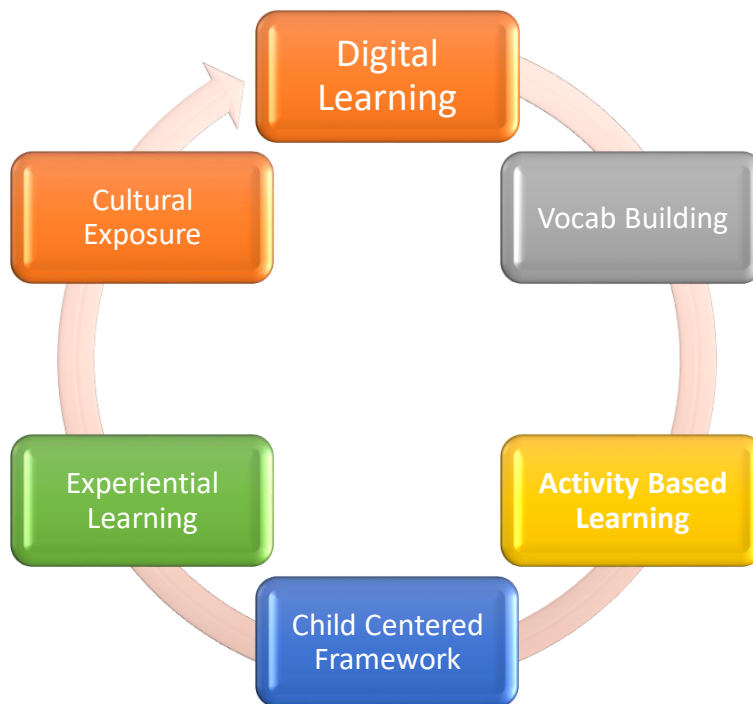 Digital
Learning
Vocab Building
Activity Based
Learning
Child Centered
Framework
Experiential
Learning
Cultural
Exposure